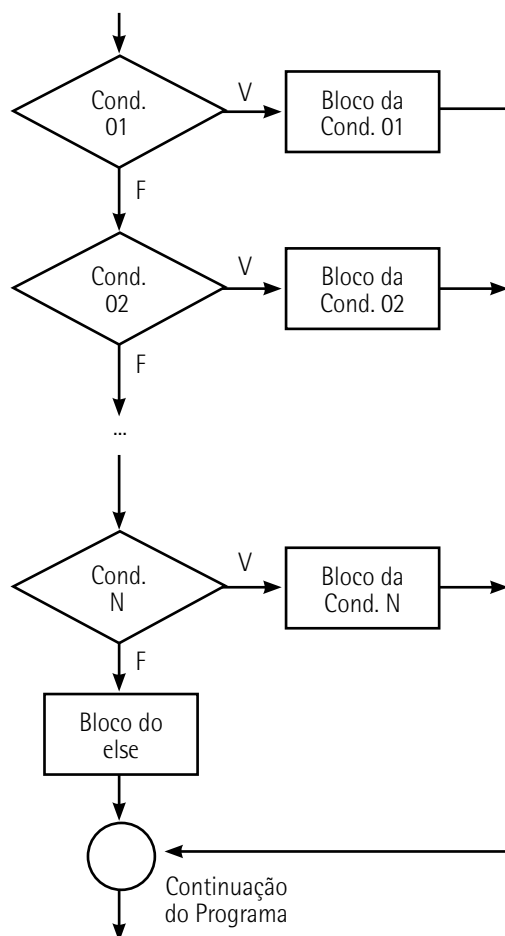 Cond.
01
V
Bloco da
Cond. 01
F
Cond.
02
V
Bloco da
Cond. 02
F
...
Cond.
N
V
Bloco da
Cond. N
F
Bloco do
else
Continuação
do Programa